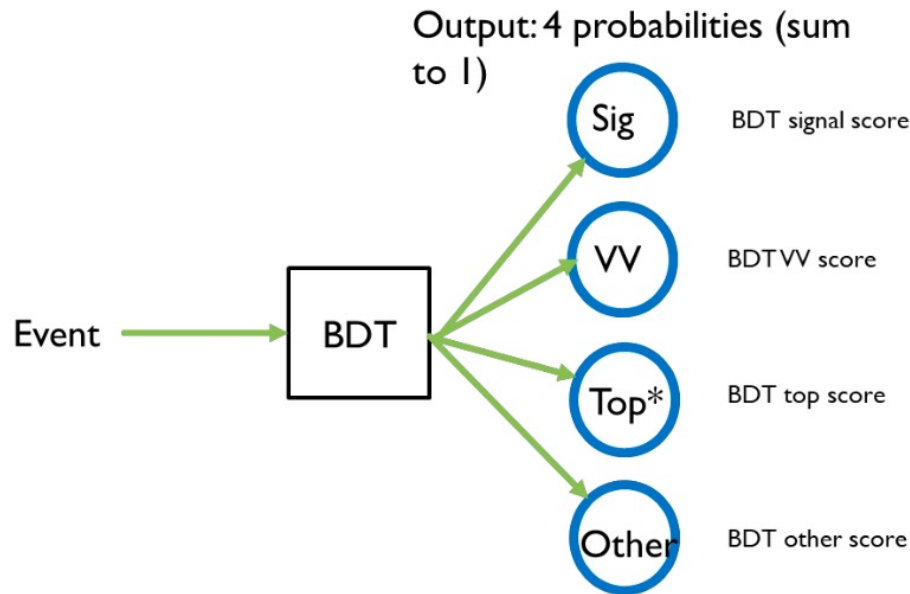 Output: 4 probabilities (sum
to 1)
Sig
BDT signal score
VV
BDT VV score
Event
BDT
Top*
BDT top score
Other
BDT other score